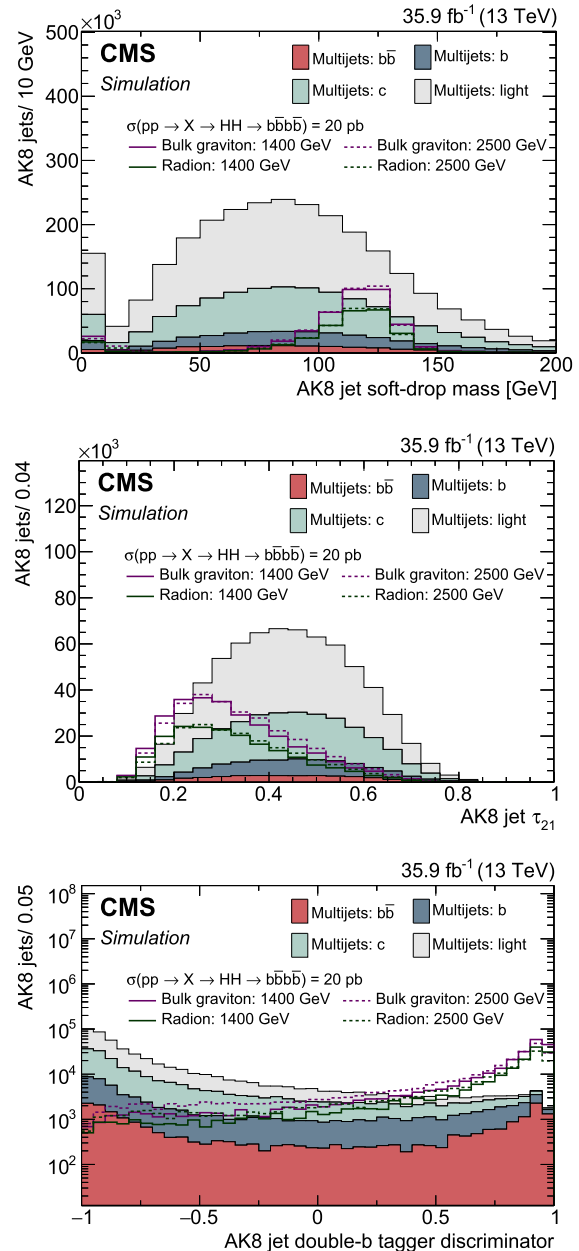 ×10³ 35.9 fb⁻¹ (13 TeV)
AK8 jets/ 10 GeV
500
400
300
200
100
0
CMS
Simulation
Multijets: bb̅
Multijets: b
Multijets: c
Multijets: light
σ(pp → X → HH → bb̅bb̅) = 20 pb
Bulk graviton: 1400 GeV
Bulk graviton: 2500 GeV
Radion: 1400 GeV
Radion: 2500 GeV
0 50 100 150 200
AK8 jet soft-drop mass [GeV]
×10³ 35.9 fb⁻¹ (13 TeV)
AK8 jets/ 0.04
120
100
80
60
40
20
0
CMS
Simulation
Multijets: bb̅
Multijets: b
Multijets: c
Multijets: light
σ(pp → X → HH → bb̅bb̅) = 20 pb
Bulk graviton: 1400 GeV
Bulk graviton: 2500 GeV
Radion: 1400 GeV
Radion: 2500 GeV
0 0.2 0.4 0.6 0.8 1
AK8 jet τ₂₁
35.9 fb⁻¹ (13 TeV)
AK8 jets/ 0.05
10⁸
10⁷
10⁶
10⁵
10⁴
10³
10²
CMS
Simulation
Multijets: bb̅
Multijets: b
Multijets: c
Multijets: light
σ(pp → X → HH → bb̅bb̅) = 20 pb
Bulk graviton: 1400 GeV
Bulk graviton: 2500 GeV
Radion: 1400 GeV
Radion: 2500 GeV
−1 −0.5 0 0.5 1
AK8 jet double-b tagger discriminator